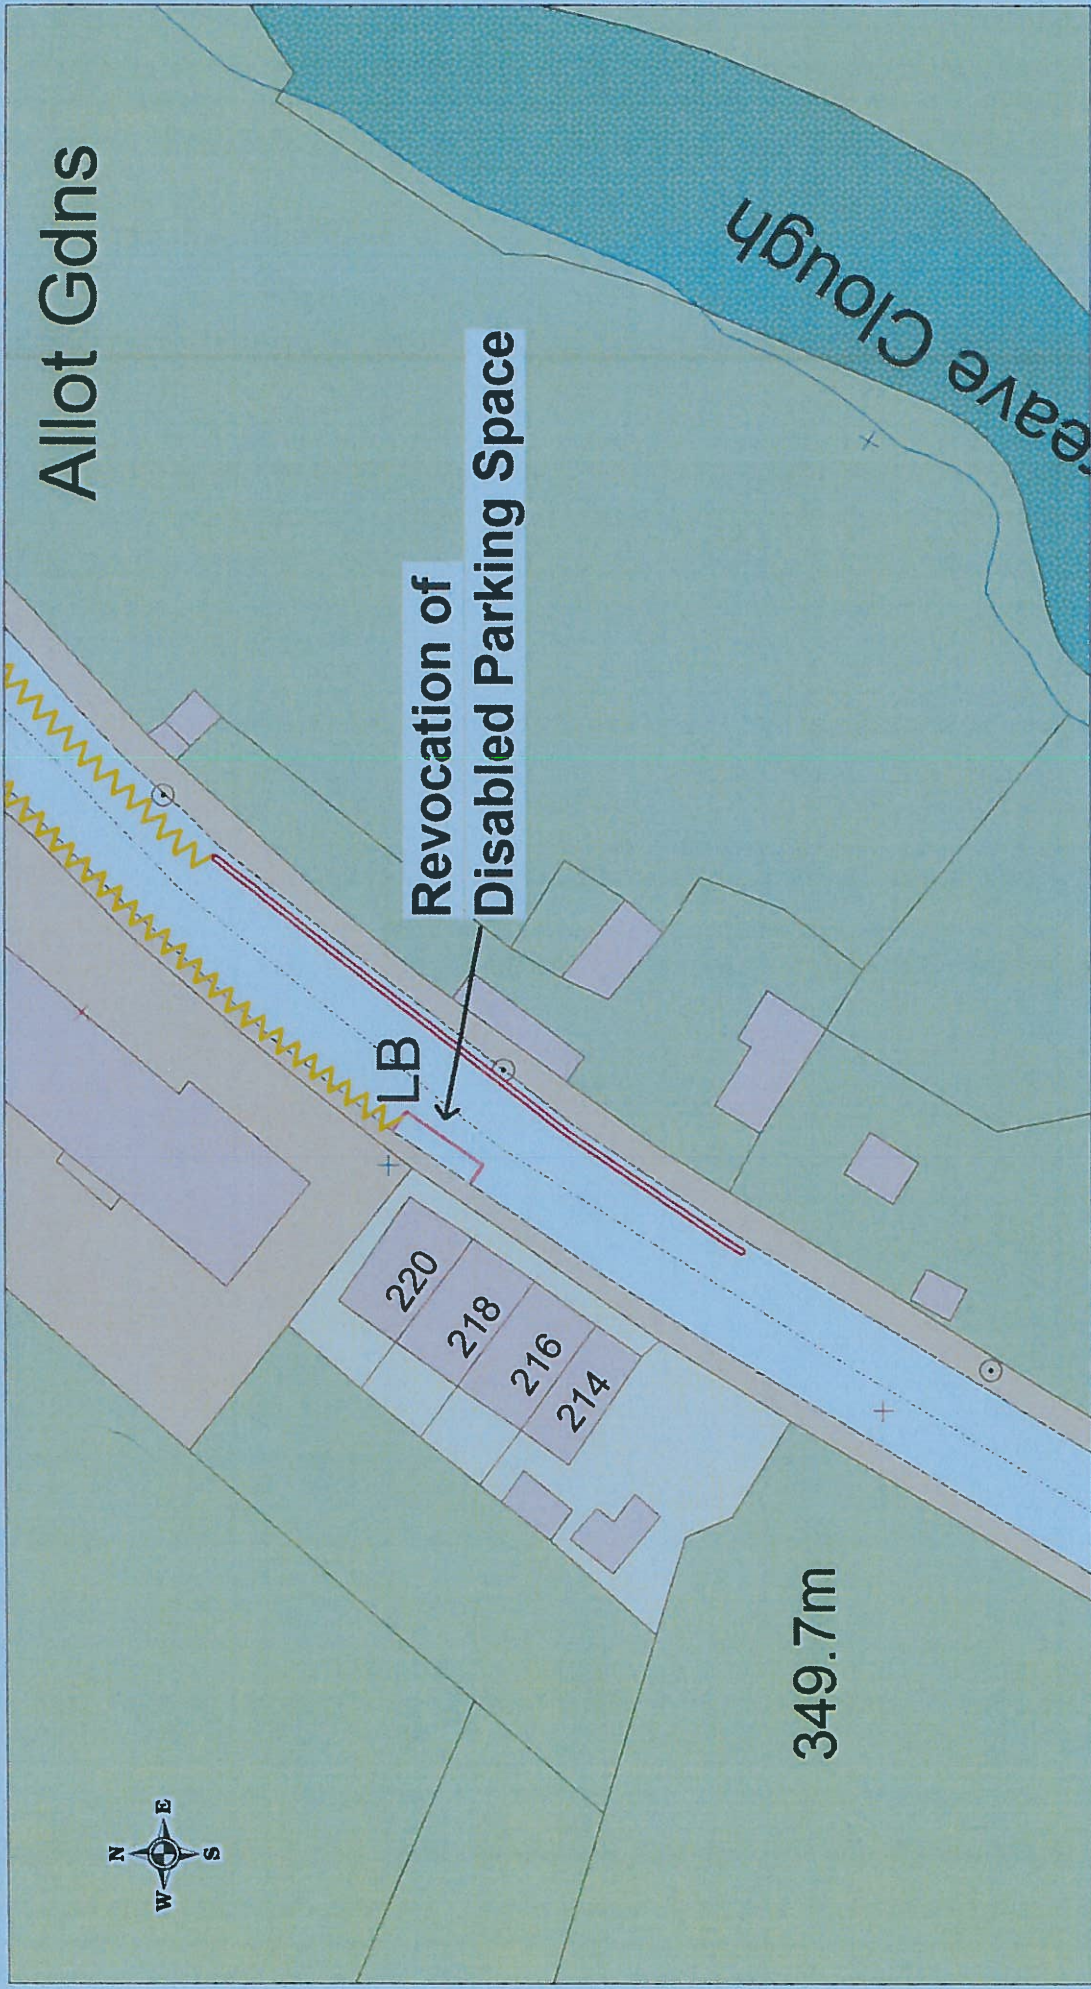 N
W E
S
Allot Gdns
Revocation of
Disabled Parking Space
LB
220
218
216
214
eave Clough
349.7m